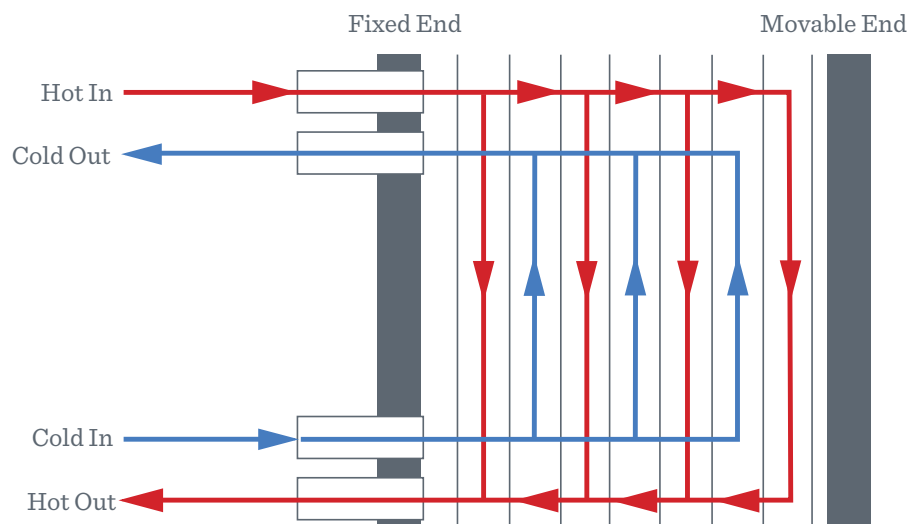 Fixed End
Movable End
Hot In
Cold Out
Cold In
Hot Out